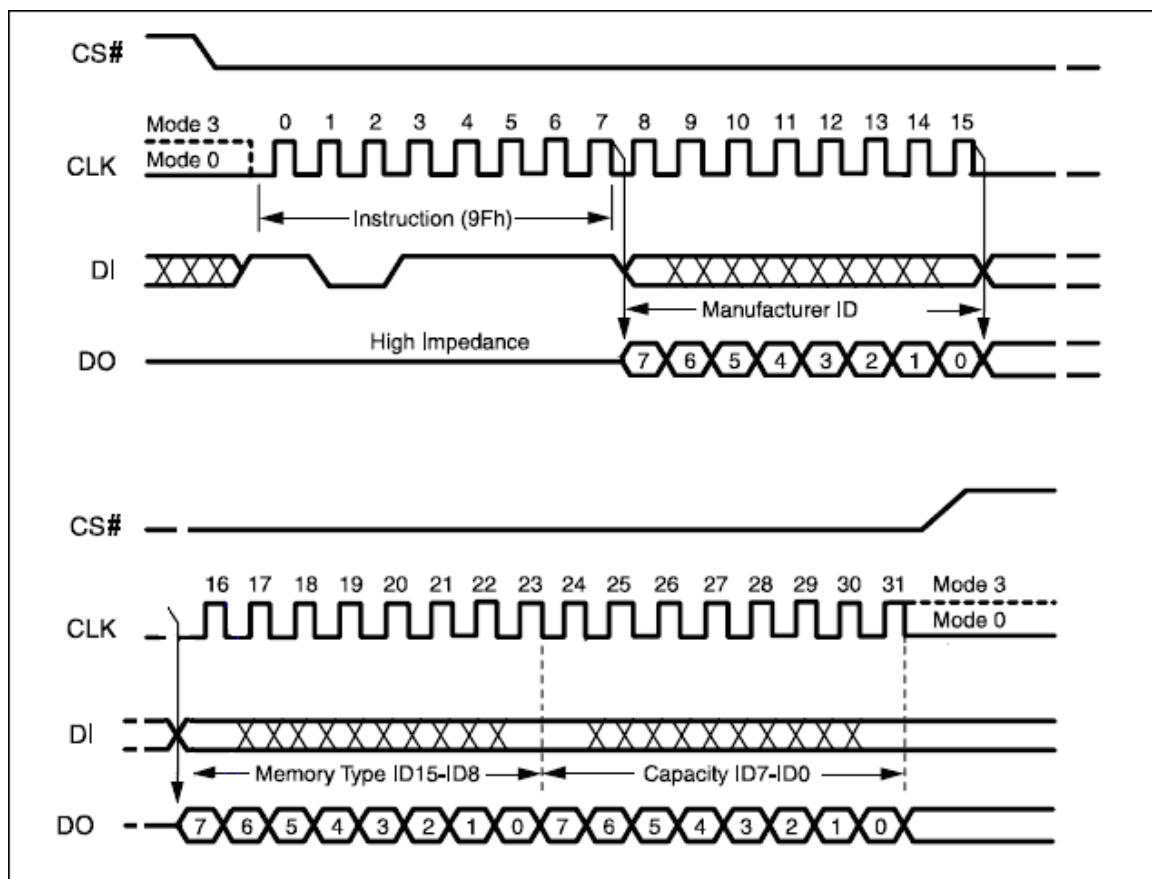 CS#
Mode 3
0 1 2 3 4 5 6 7 8 9 10 11 12 13 14 15
Mode 0
CLK
Instruction (9Fh)
DI
Manufacturer ID
High Impedance
DO
7 6 5 4 3 2 1 0
CS#
16 17 18 19 20 21 22 23 24 25 26 27 28 29 30 31
Mode 3
CLK
Mode 0
DI
Memory Type ID15-ID8
Capacity ID7-ID0
DO
7 6 5 4 3 2 1 0 7 6 5 4 3 2 1 0